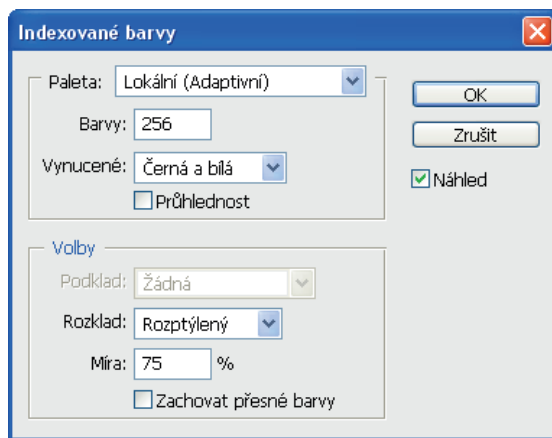 Indexované barvy
Paleta: Lokální (Adaptivní)
OK
Barvy: 256
Zrušit
Vynucené: Černá a bílá
Náhled
Průhlednost
Volby
Podklad: Žádná
Rozklad: Rozptýlený
Míra: 75 %
Zachovat přesné barvy